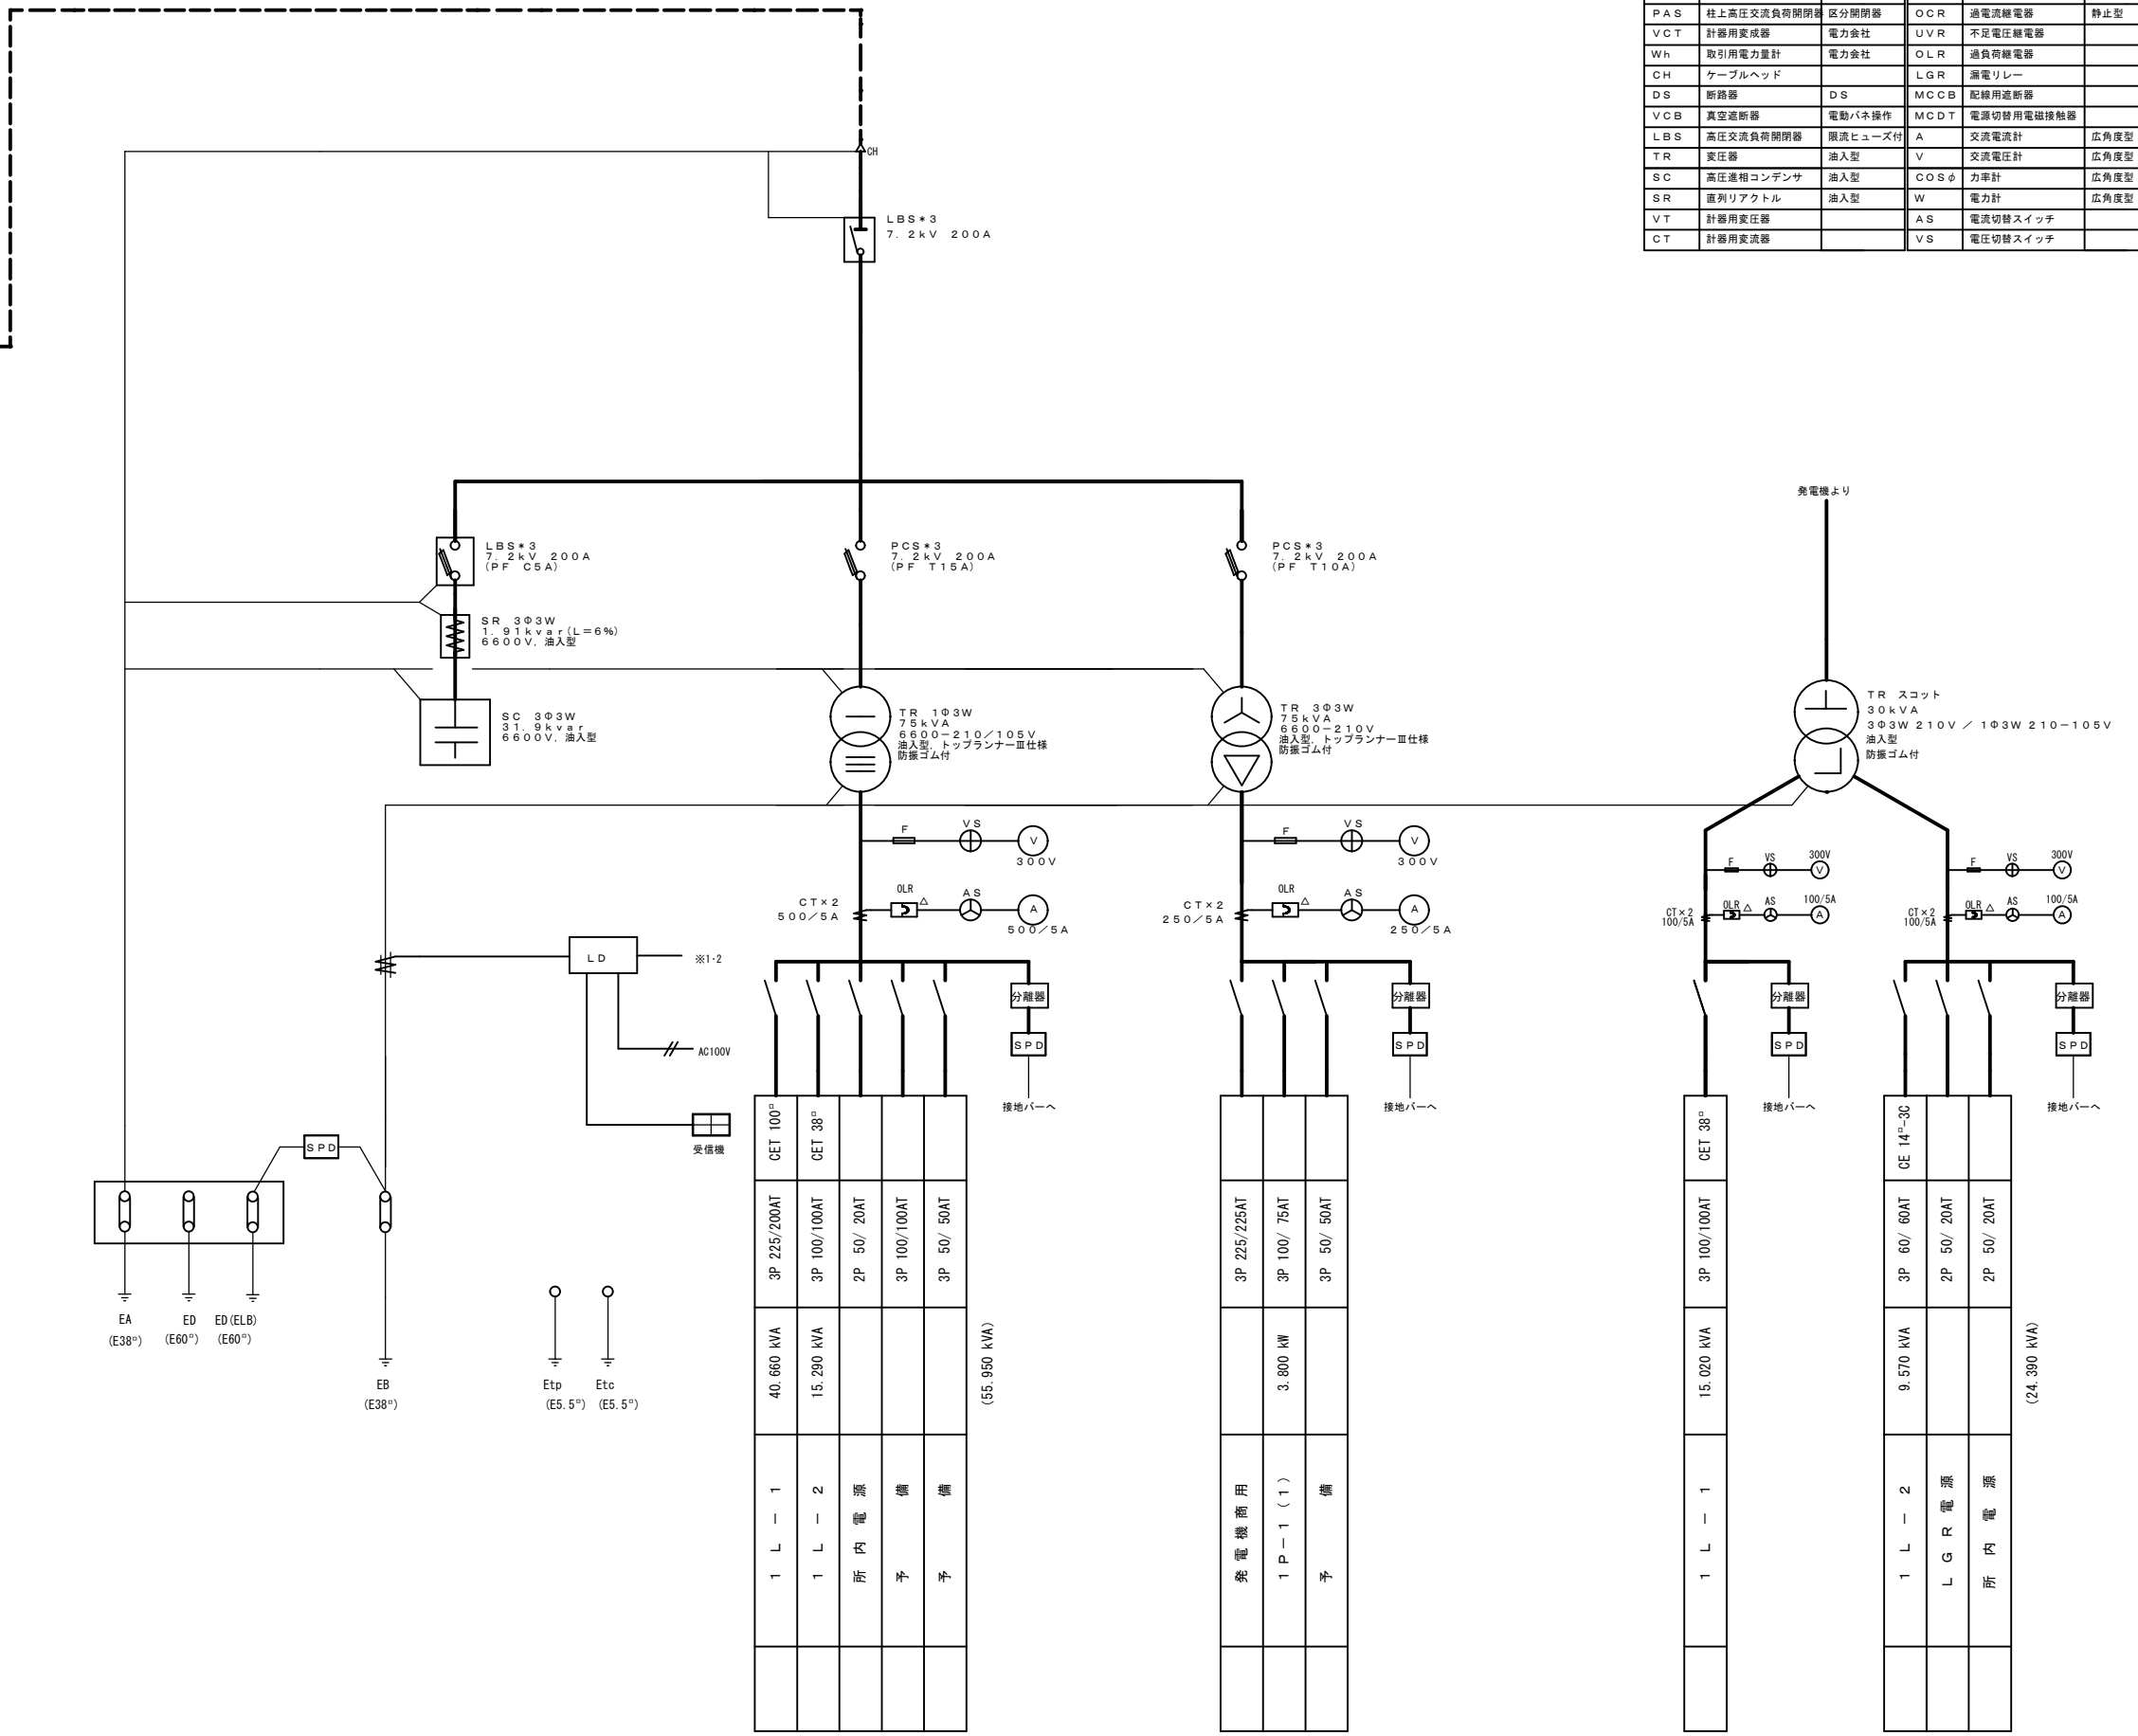 PAS 柱上高圧交流負荷開閉器 区分開閉器 OCR 過電流継電器 静止型
VCT 計器用変成器 電力会社 UVR 不足電圧継電器
Wh 取引用電力量計 電力会社 OLR 過負荷継電器
CH ケーブルヘッド LGR 漏電リレー
DS 断路器 DS MCCB 配線用遮断器
VCB 真空遮断器 電動バネ操作 MCDT 電源切替用電磁接触器
LBS 高圧交流負荷開閉器 限流ヒューズ付 A 交流電流計 広角度型
TR 変圧器 油入型 V 交流電圧計 広角度型
SC 高圧進相コンデンサ 油入型 COSφ 力率計 広角度型
SR 直列リアクトル 油入型 W 電力計 広角度型
VT 計器用変圧器 AS 電流切替スイッチ
CT 計器用変流器 VS 電圧切替スイッチ
CH
LBS*3
7.2kV 200A
発電機より
LBS*3
7.2kV 200A
(PF C5A)
PCS*3
7.2kV 200A
(PF T15A)
PCS*3
7.2kV 200A
(PF T10A)
SR 3Φ3W
1.91kvar(L=6%)
6600V, 油入型
SC 3Φ3W
31.9kvar
6600V, 油入型
TR 1Φ3W
75kVA
6600-210/105V
油入型, トップランナーⅢ仕様
防振ゴム付
TR 3Φ3W
75kVA
6600-210V
油入型, トップランナーⅢ仕様
防振ゴム付
TR スコット
30kVA
3Φ3W 210V / 1Φ3W 210-105V
油入型
防振ゴム付
F VS V
300V
CT×2
500/5A
OLR △ AS A
500/5A
F VS V
300V
CT×2
250/5A
OLR △ AS A
250/5A
F VS 300V
V
CT×2
100/5A
OLR △ AS 100/5A
A
F VS 300V
V
CT×2
100/5A
OLR △ AS 100/5A
A
LD ※1-2
AC100V
受信機
分離器
SPD
接地バーへ
分離器
SPD
接地バーへ
分離器
SPD
接地バーへ
分離器
SPD
接地バーへ
SPD
EA
(E38□)
ED
(E60□)
ED(ELB)
(E60□)
EB
(E38□)
Etp
(E5.5□)
Etc
(E5.5□)
CET 100□ 3P 225/200AT 40.660 kVA 1L-1
CET 38□ 3P 100/100AT 15.290 kVA 1L-2
2P 50/ 20AT 所内電源
3P 100/100AT 予備
3P 50/ 50AT 予備
(55.950 kVA)
3P 225/225AT 発電機商用
3P 100/ 75AT 3.800 kW 1P-1(1)
3P 50/ 50AT 予備
CET 38□ 3P 100/100AT 15.020 kVA 1L-1
CE 14□-3C 3P 60/ 60AT 9.570 kVA 1L-2
2P 50/ 20AT LGR電源
2P 50/ 20AT 所内電源
(24.390 kVA)